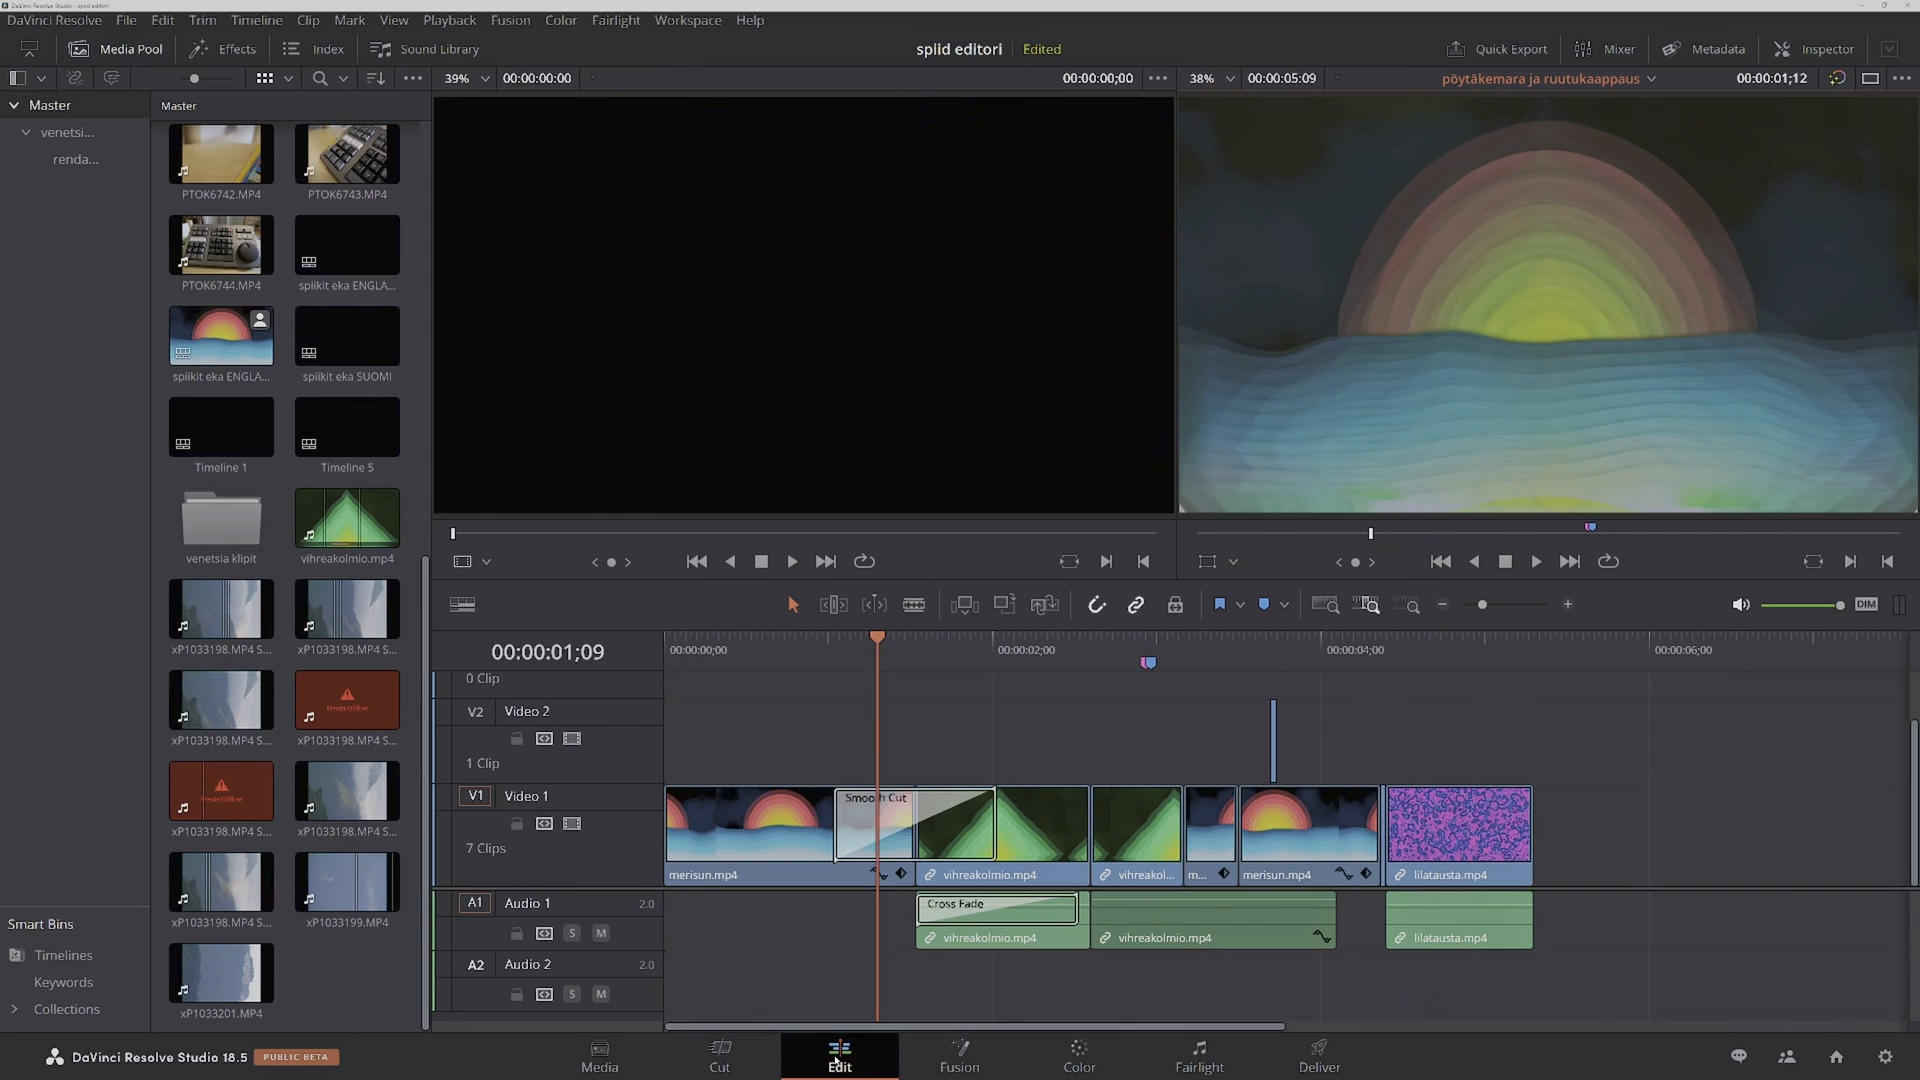 DaVinci Resolve Studio - spiid editori
DaVinci Resolve File Edit Trim Timeline Clip Mark View Playback Fusion Color Fairlight Workspace Help
Media Pool Effects Index Sound Library spiid editori Edited Quick Export Mixer Metadata Inspector
39% 00:00:00:00 00:00:00;00 38% 00:00:05:09 pöytäkemara ja ruutukaappaus 00:00:01;12
Master
Master
venetsi...
renda...
PTOK6742.MP4 PTOK6743.MP4
PTOK6744.MP4 spiikit eka ENGLA...
spiikit eka ENGLA... spiikit eka SUOMI
Timeline 1 Timeline 5
venetsia klipit vihreakolmio.mp4
xP1033198.MP4 S... xP1033198.MP4 S...
Media Offline
xP1033198.MP4 S... xP1033198.MP4 S...
Media Offline
xP1033198.MP4 S... xP1033198.MP4 S...
xP1033198.MP4 S... xP1033199.MP4
xP1033201.MP4
Smart Bins
Timelines
Keywords
Collections
DIM
00:00:01;09 00:00:00;00 00:00:02;00 00:00:04;00 00:00:06;00
0 Clip
V2 Video 2
1 Clip
V1 Video 1
7 Clips
Smooth Cut
merisun.mp4 vihreakolmio.mp4 vihreakol... m... merisun.mp4 lilatausta.mp4
A1 Audio 1 2.0
S M
Cross Fade
vihreakolmio.mp4 vihreakolmio.mp4 lilatausta.mp4
A2 Audio 2 2.0
S M
DaVinci Resolve Studio 18.5 PUBLIC BETA
Media Cut Edit Fusion Color Fairlight Deliver